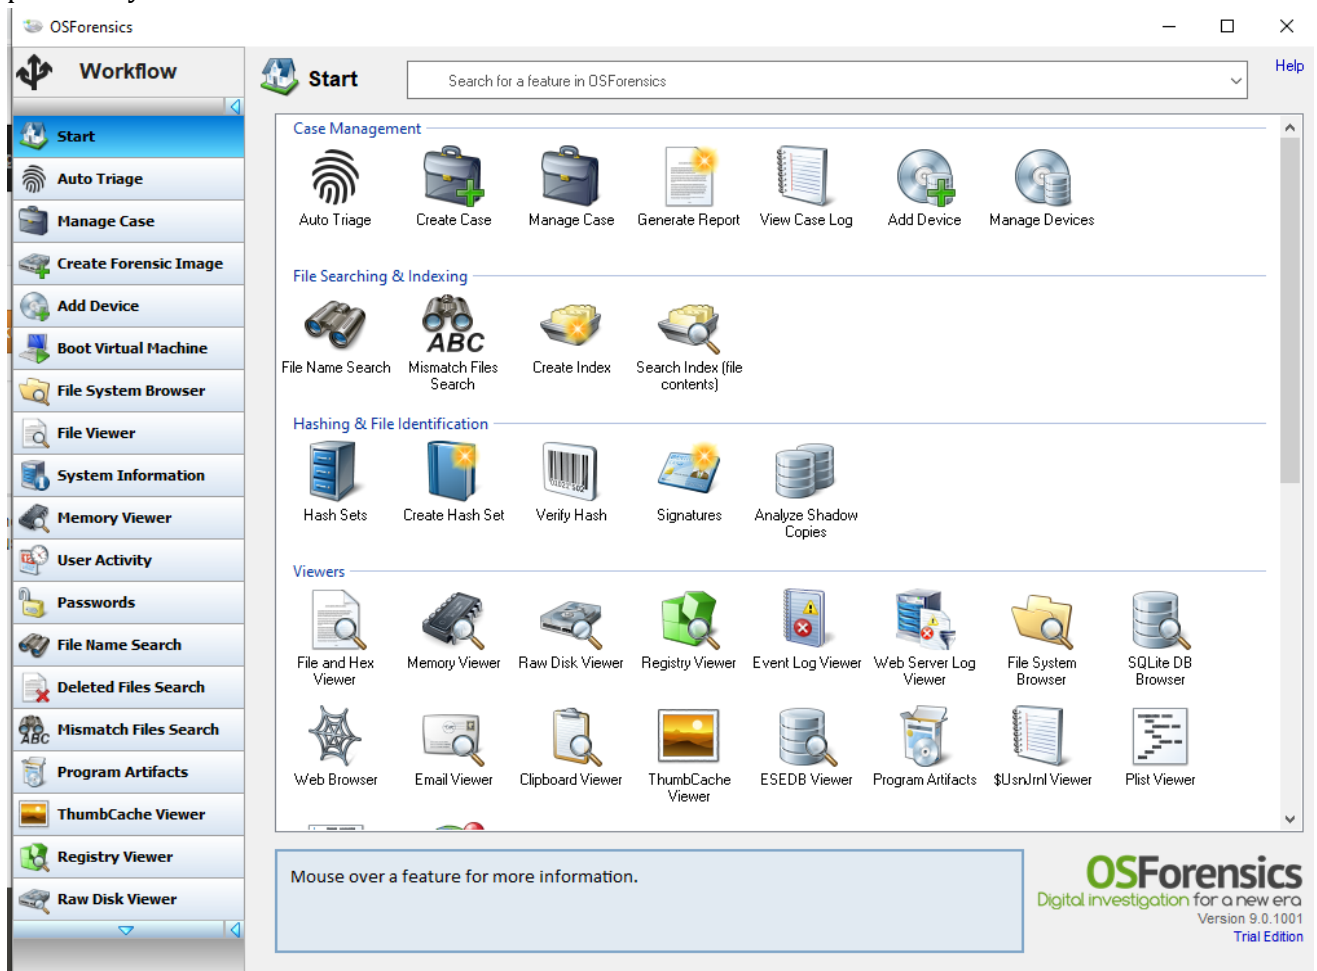 OSForensics
Workflow
Start
Search for a feature in OSForensics
Help
Start
Auto Triage
Manage Case
Create Forensic Image
Add Device
Boot Virtual Machine
File System Browser
File Viewer
System Information
Memory Viewer
User Activity
Passwords
File Name Search
Deleted Files Search
Mismatch Files Search
Program Artifacts
ThumbCache Viewer
Registry Viewer
Raw Disk Viewer
Case Management
Auto Triage
Create Case
Manage Case
Generate Report
View Case Log
Add Device
Manage Devices
File Searching & Indexing
ABC
File Name Search
Mismatch Files
Search
Create Index
Search Index (file
contents)
Hashing & File Identification
Hash Sets
Create Hash Set
Verify Hash
Signatures
Analyze Shadow
Copies
Viewers
File and Hex
Viewer
Memory Viewer
Raw Disk Viewer
Registry Viewer
Event Log Viewer
Web Server Log
Viewer
File System
Browser
SQLite DB
Browser
Web Browser
Email Viewer
Clipboard Viewer
ThumbCache
Viewer
ESEDB Viewer
Program Artifacts
$UsnJrnl Viewer
Plist Viewer
Mouse over a feature for more information.
OSForensics
Digital investigation for a new era
Version 9.0.1001
Trial Edition